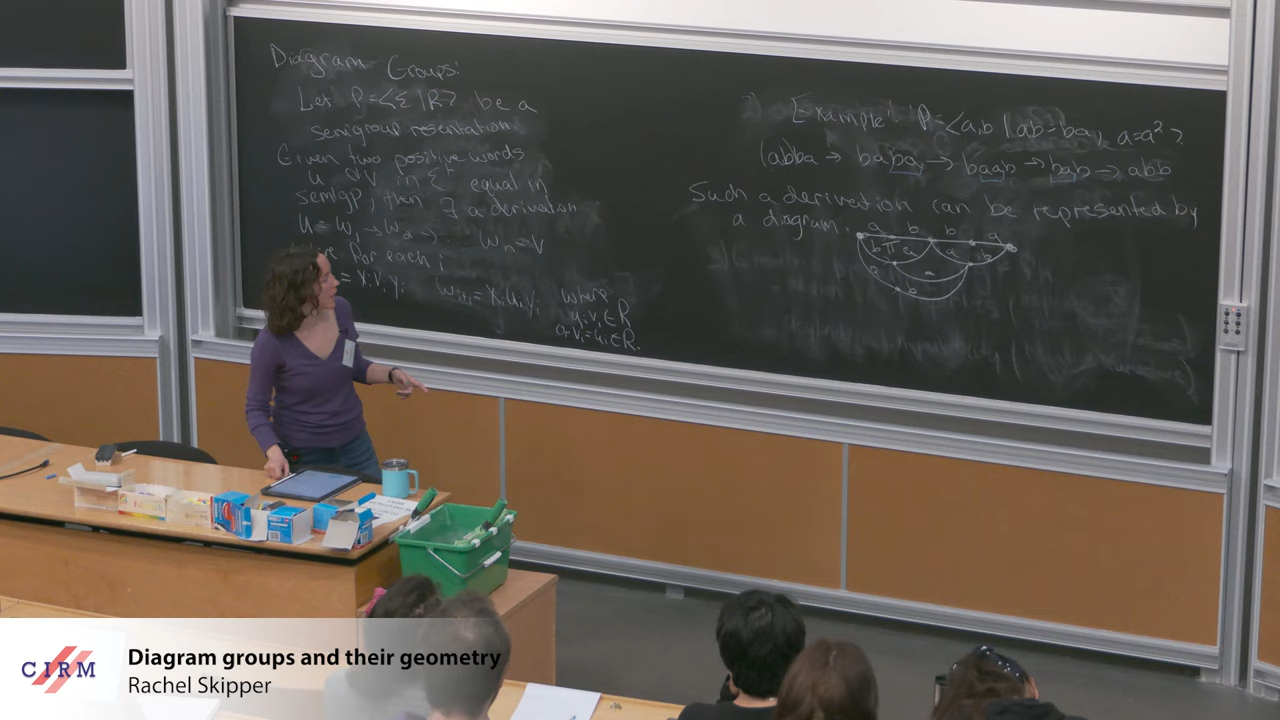 Diagram Groups:
Let P=<Σ | R> be a
semigroup resentation.
Given two positive words
u & v in Σ⁺ equal in
semigp, then ∃ a derivation
u = w₁ → w₂ → ... wₙ = v
for each i
= xᵢvᵢyᵢ wᵢ₊₁ = xᵢuᵢyᵢ where
uᵢ=vᵢ ∈ R
or vᵢ=uᵢ ∈ R.
Example: P=<a,b | ab=ba, a=a²>
(abba → baba → baab → bab → abb
Such a derivation can be represented by
a diagram.
a b b a
b a a b
a a b
b
CIRM
Diagram groups and their geometry
Rachel Skipper